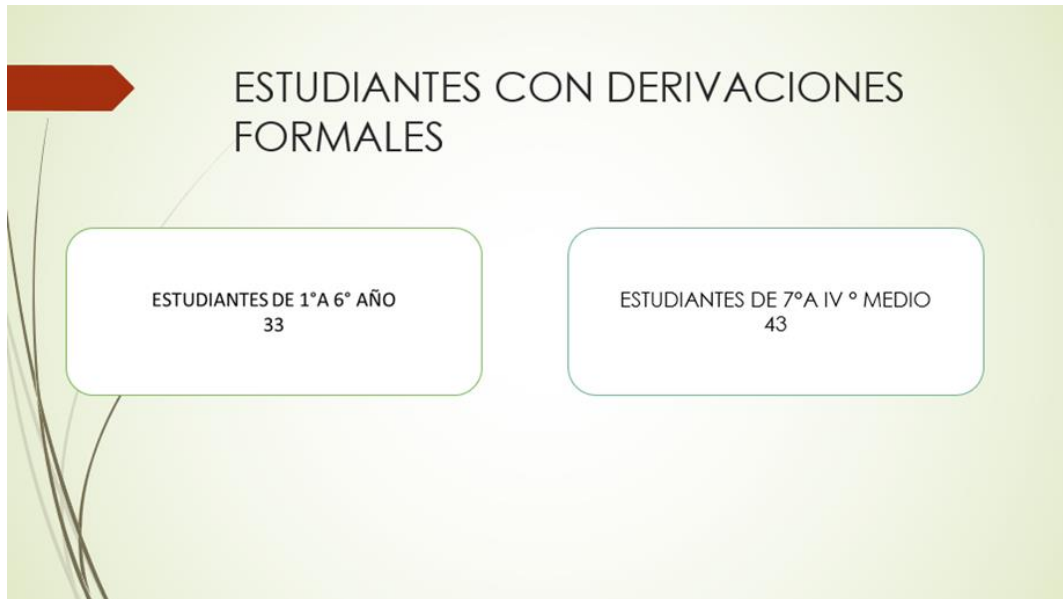 ESTUDIANTES CON DERIVACIONES
FORMALES
ESTUDIANTES DE 1°A 6° AÑO
33
ESTUDIANTES DE 7°A IV ° MEDIO
43